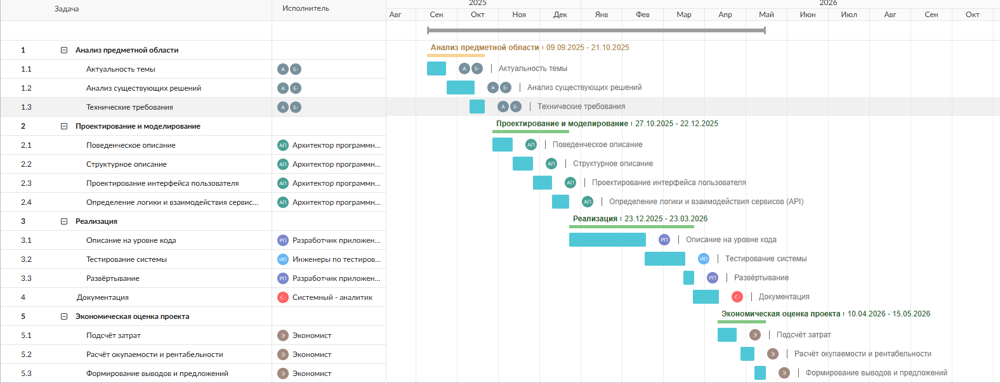 Задача Исполнитель 2025 2026
Авг Сен Окт Ноя Дек Янв Фев Мар Апр Май Июн Июл Авг Сен Окт
1 Анализ предметной области Анализ предметной области 09.09.2025 - 21.10.2025
1.1 Актуальность темы А Б- А Б- Актуальность темы
1.2 Анализ существующих решений А Б- А Б- Анализ существующих решений
1.3 Технические требования А Б- А Б- Технические требования
2 Проектирование и моделирование Проектирование и моделирование 27.10.2025 - 22.12.2025
2.1 Поведенческое описание АП Архитектор программн... АП Поведенческое описание
2.2 Структурное описание АП Архитектор программн... АП Структурное описание
2.3 Проектирование интерфейса пользователя АП Архитектор программн... АП Проектирование интерфейса пользователя
2.4 Определение логики и взаимодействия сервис... АП Архитектор программн... АП Определение логики и взаимодействия сервисов (API)
3 Реализация Реализация 23.12.2025 - 23.03.2026
3.1 Описание на уровне кода РП Разработчик приложен... РП Описание на уровне кода
3.2 Тестирование системы ИП Инженеры по тестиров... ИП Тестирование системы
3.3 Развёртывание РП Разработчик приложен... РП Развёртывание
4 Документация С- Системный - аналитик С- Документация
5 Экономическая оценка проекта Экономическая оценка проекта 10.04.2026 - 15.05.2026
5.1 Подсчёт затрат Э Экономист Э Подсчёт затрат
5.2 Расчёт окупаемости и рентабельности Э Экономист Э Расчёт окупаемости и рентабельности
5.3 Формирование выводов и предложений Э Экономист Э Формирование выводов и предложений